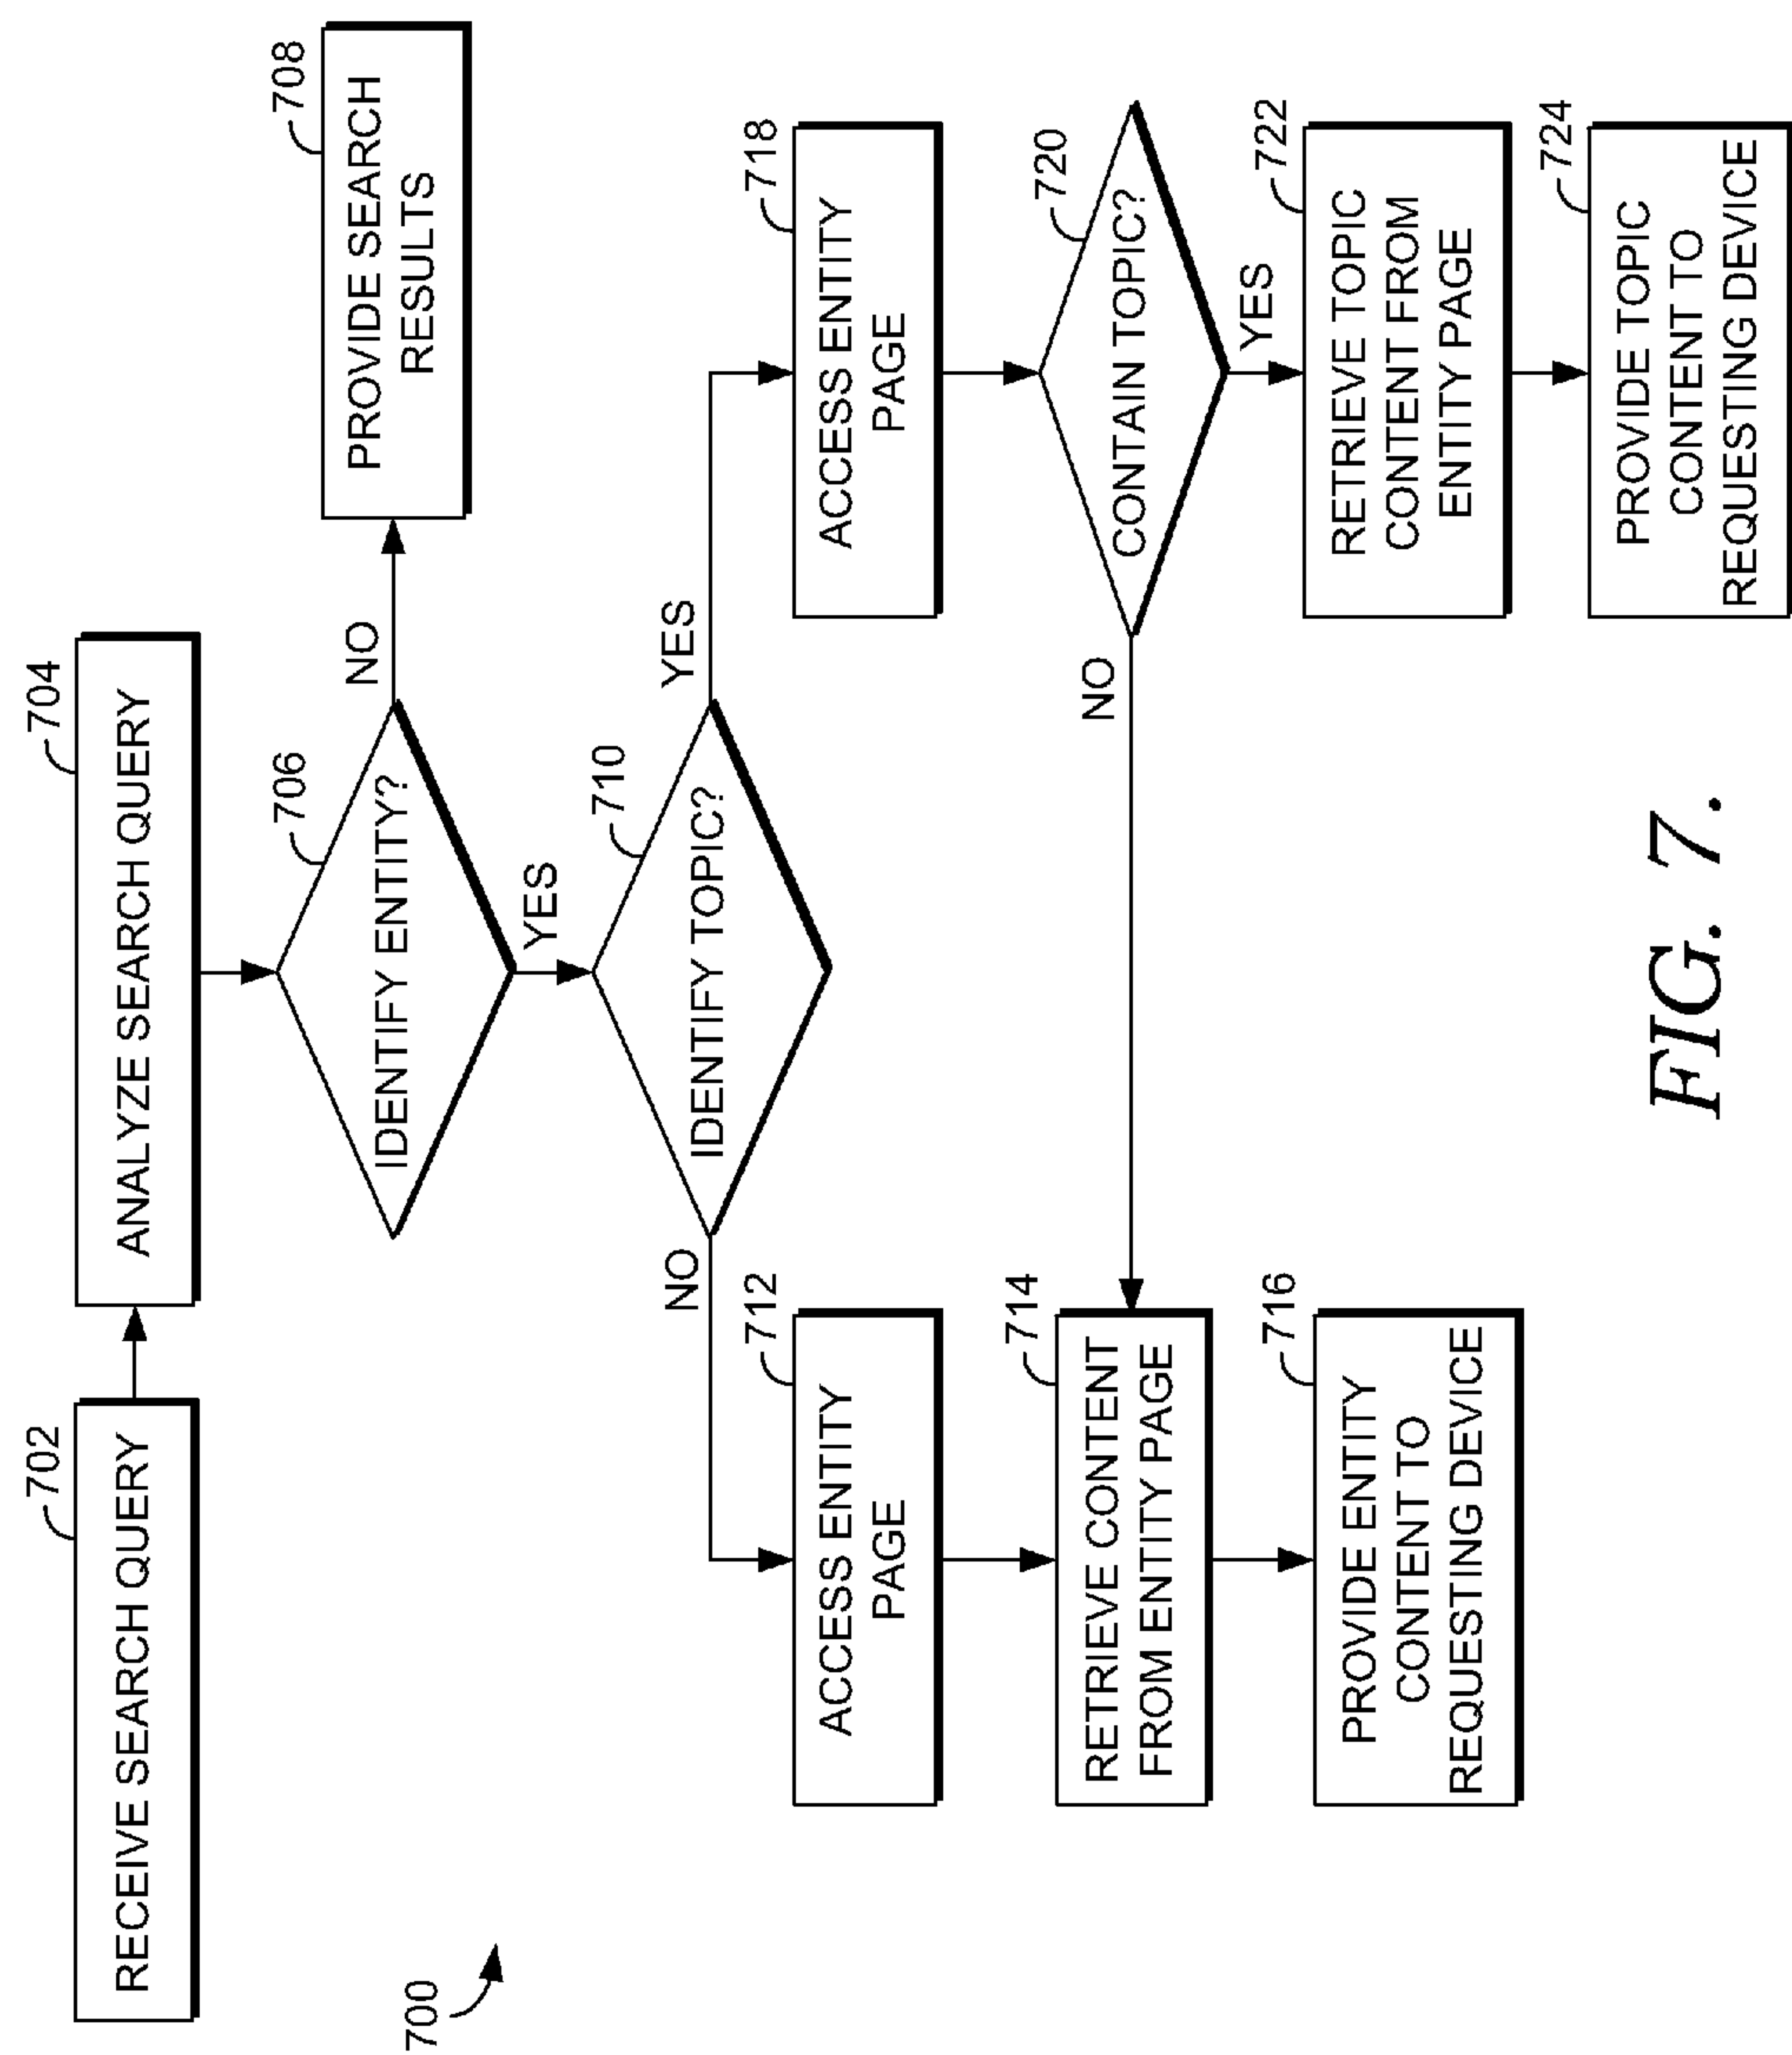 700
702
RECEIVE SEARCH QUERY
704
ANALYZE SEARCH QUERY
706
IDENTIFY ENTITY?
NO
708
PROVIDE SEARCH
RESULTS
YES
710
IDENTIFY TOPIC?
NO
YES
712
ACCESS ENTITY
PAGE
714
RETRIEVE CONTENT
FROM ENTITY PAGE
716
PROVIDE ENTITY
CONTENT TO
REQUESTING DEVICE
718
ACCESS ENTITY
PAGE
720
CONTAIN TOPIC?
NO
YES
722
RETRIEVE TOPIC
CONTENT FROM
ENTITY PAGE
724
PROVIDE TOPIC
CONTENT TO
REQUESTING DEVICE
FIG. 7.